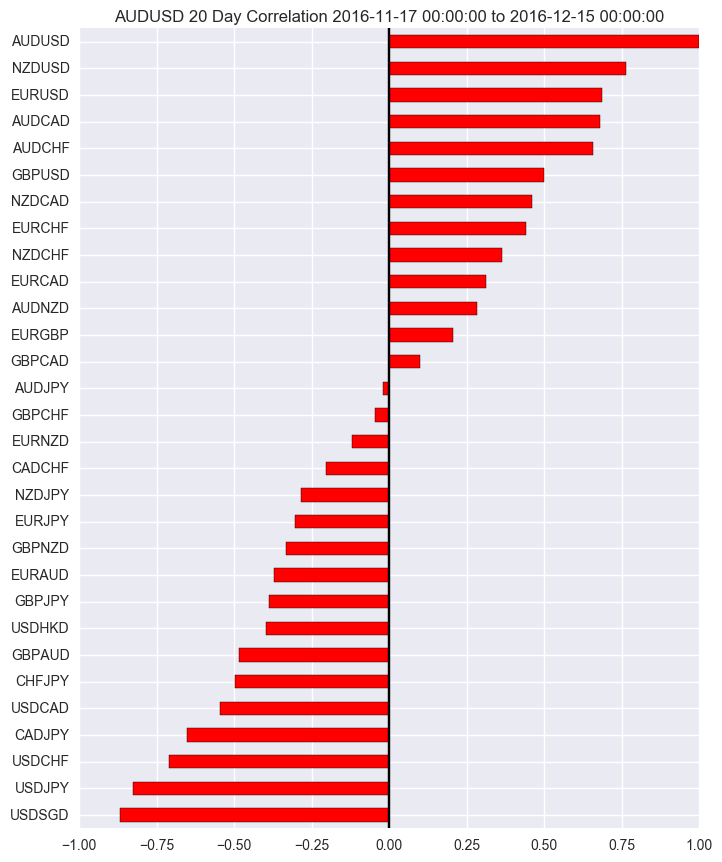 AUDUSD 20 Day Correlation 2016-11-17 00:00:00 to 2016-12-15 00:00:00
AUDUSD
NZDUSD
EURUSD
AUDCAD
AUDCHF
GBPUSD
NZDCAD
EURCHF
NZDCHF
EURCAD
AUDNZD
EURGBP
GBPCAD
AUDJPY
GBPCHF
EURNZD
CADCHF
NZDJPY
EURJPY
GBPNZD
EURAUD
GBPJPY
USDHKD
GBPAUD
CHFJPY
USDCAD
CADJPY
USDCHF
USDJPY
USDSGD
−1.00 −0.75 −0.50 −0.25 0.00 0.25 0.50 0.75 1.00